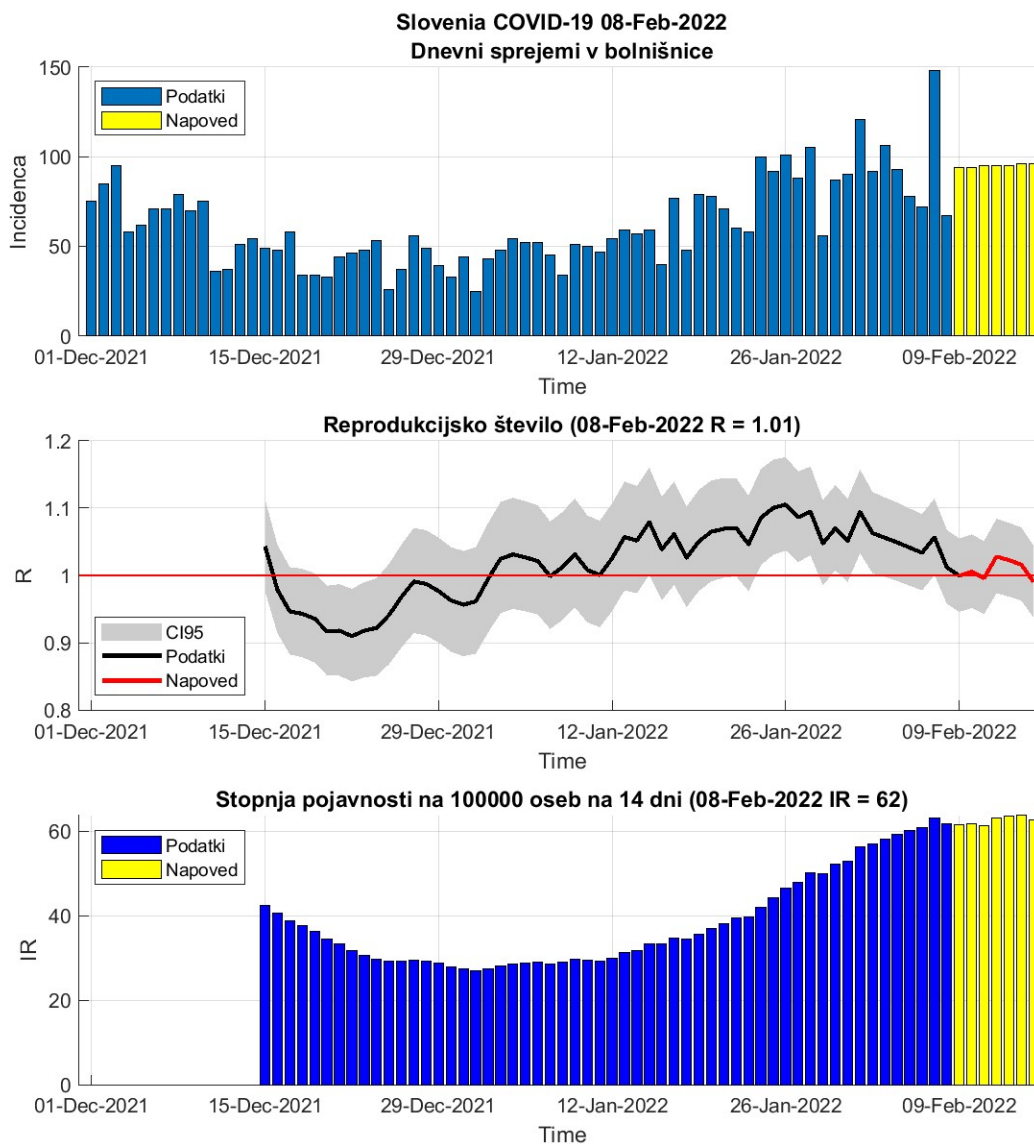 Slovenia COVID-19 08-Feb-2022
Dnevni sprejemi v bolnišnice
150
100
50
0
Incidenca
Podatki
Napoved
01-Dec-2021 15-Dec-2021 29-Dec-2021 12-Jan-2022 26-Jan-2022 09-Feb-2022
Time
Reprodukcijsko število (08-Feb-2022 R = 1.01)
1.2
1.1
1
0.9
0.8
R
CI95
Podatki
Napoved
01-Dec-2021 15-Dec-2021 29-Dec-2021 12-Jan-2022 26-Jan-2022 09-Feb-2022
Time
Stopnja pojavnosti na 100000 oseb na 14 dni (08-Feb-2022 IR = 62)
60
40
20
0
IR
Podatki
Napoved
01-Dec-2021 15-Dec-2021 29-Dec-2021 12-Jan-2022 26-Jan-2022 09-Feb-2022
Time